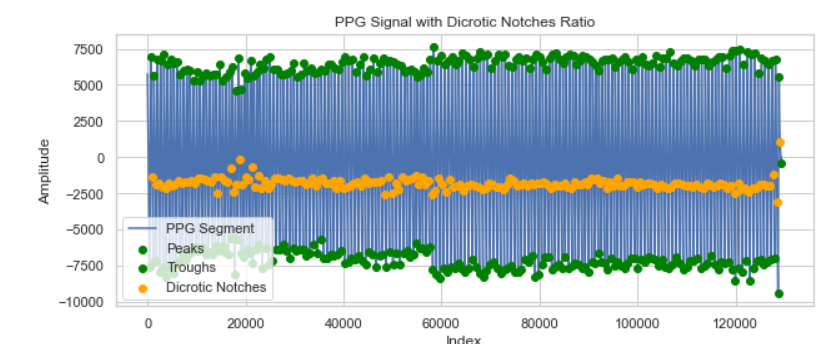 PPG Signal with Dicrotic Notches Ratio
7500
5000
2500
0
−2500
−5000
−7500
−10000
Amplitude
PPG Segment
Peaks
Troughs
Dicrotic Notches
0 20000 40000 60000 80000 100000 120000
Index